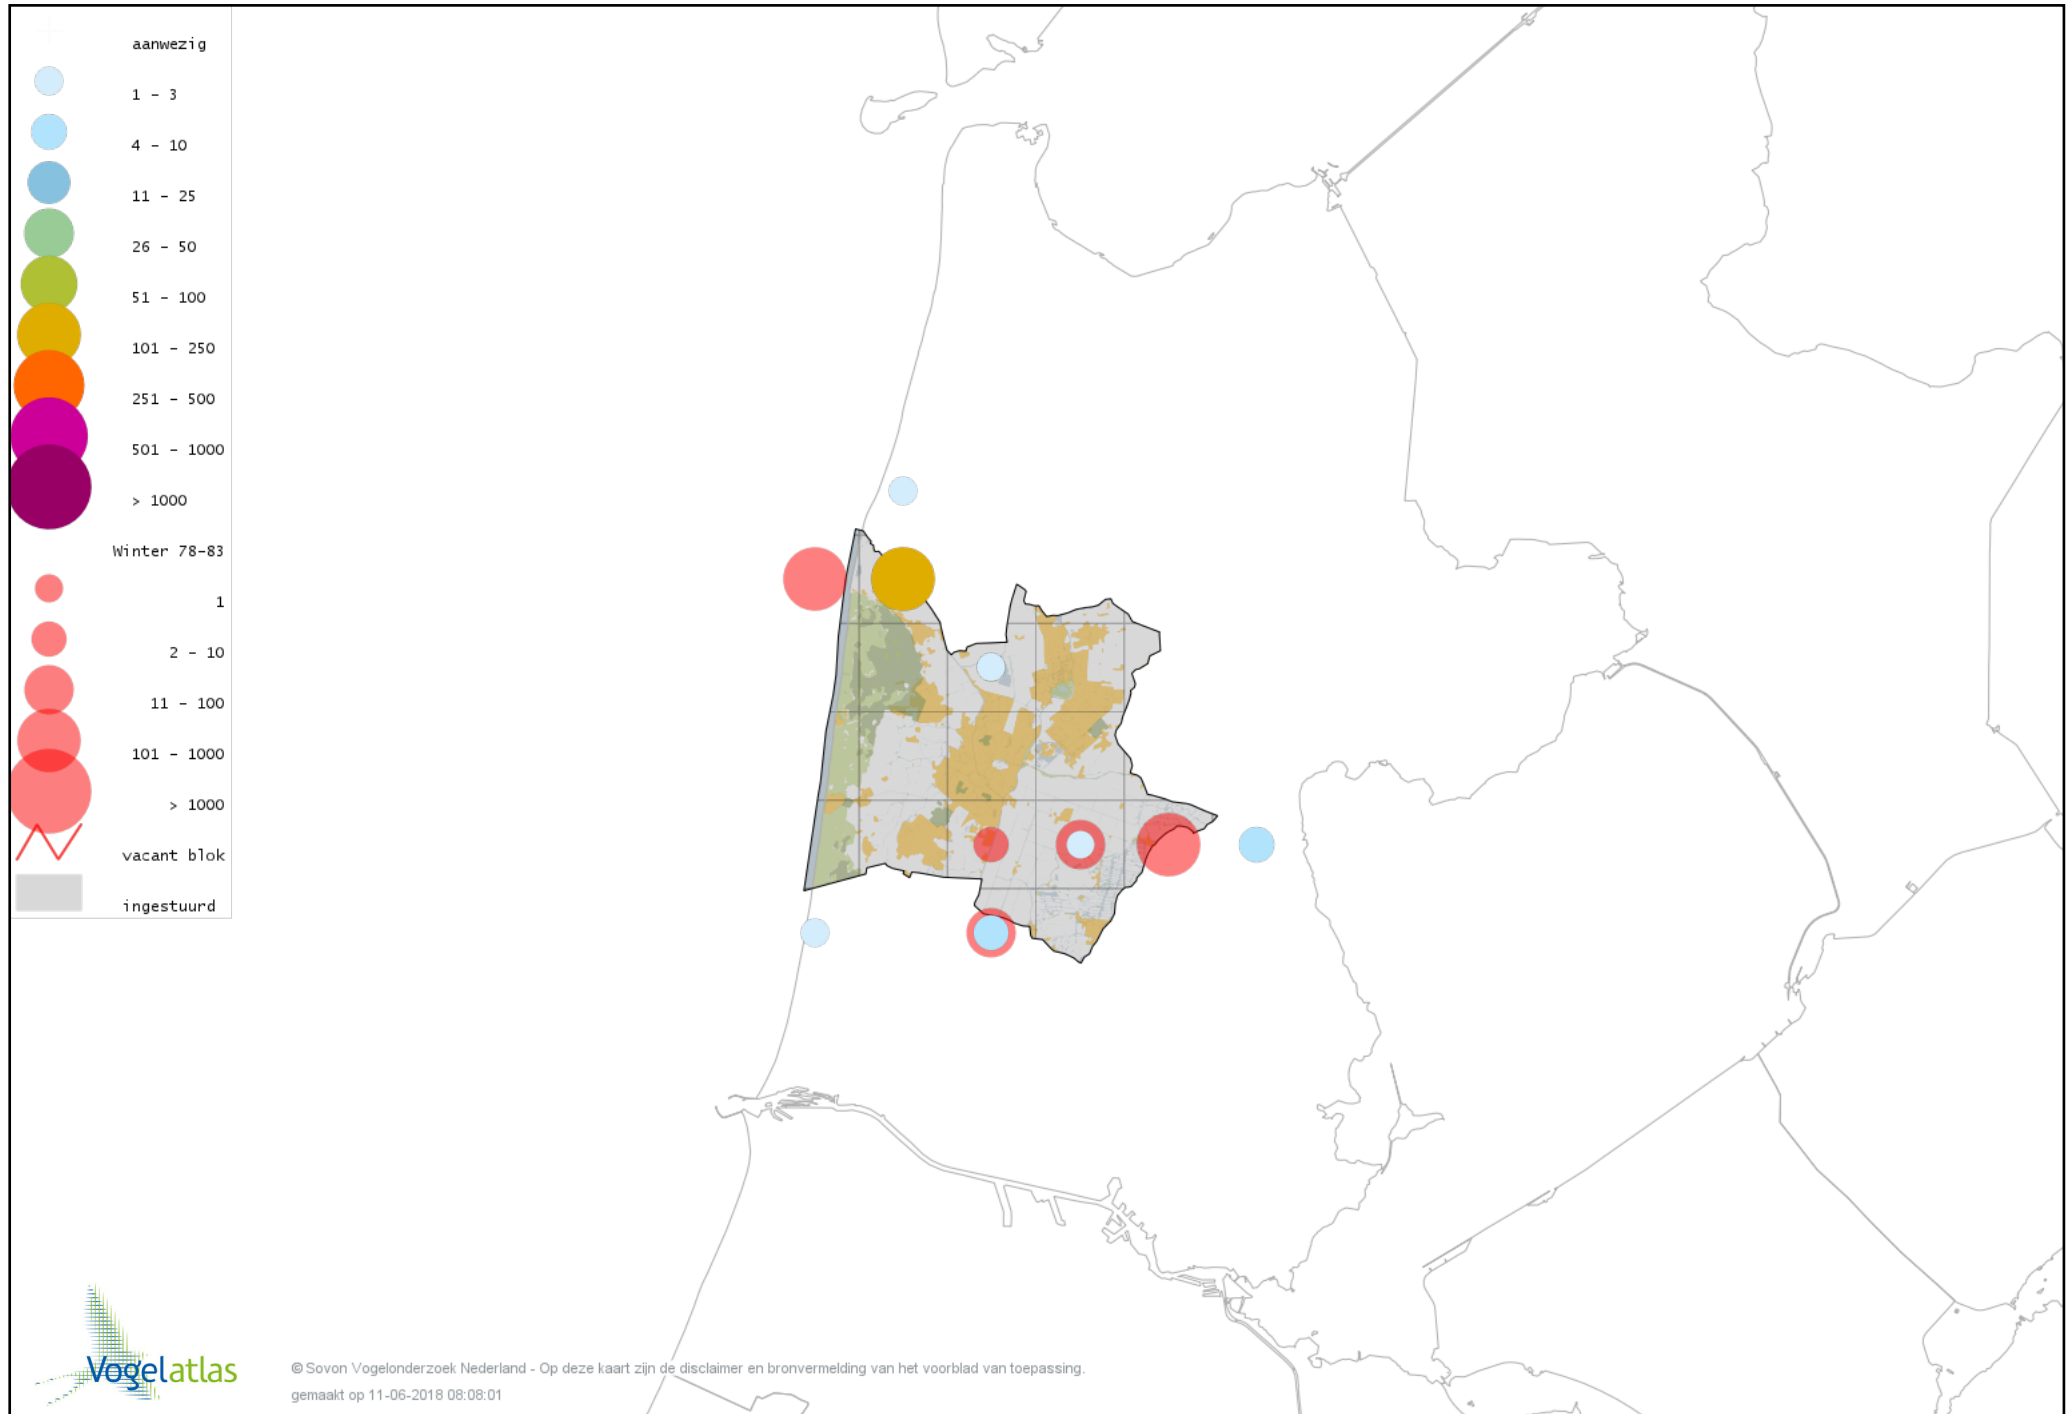 aanwezig
1 - 3
4 - 10
11 - 25
26 - 50
51 - 100
101 - 250
251 - 500
501 - 1000
> 1000
Winter 78-83
1
2 - 10
11 - 100
101 - 1000
> 1000
vacant blok
ingestuurd
Vogelatlas
© Sovon Vogelonderzoek Nederland - Op deze kaart zijn de disclaimer en bronvermelding van het voorblad van toepassing.
gemaakt op 11-06-2018 08:08:01